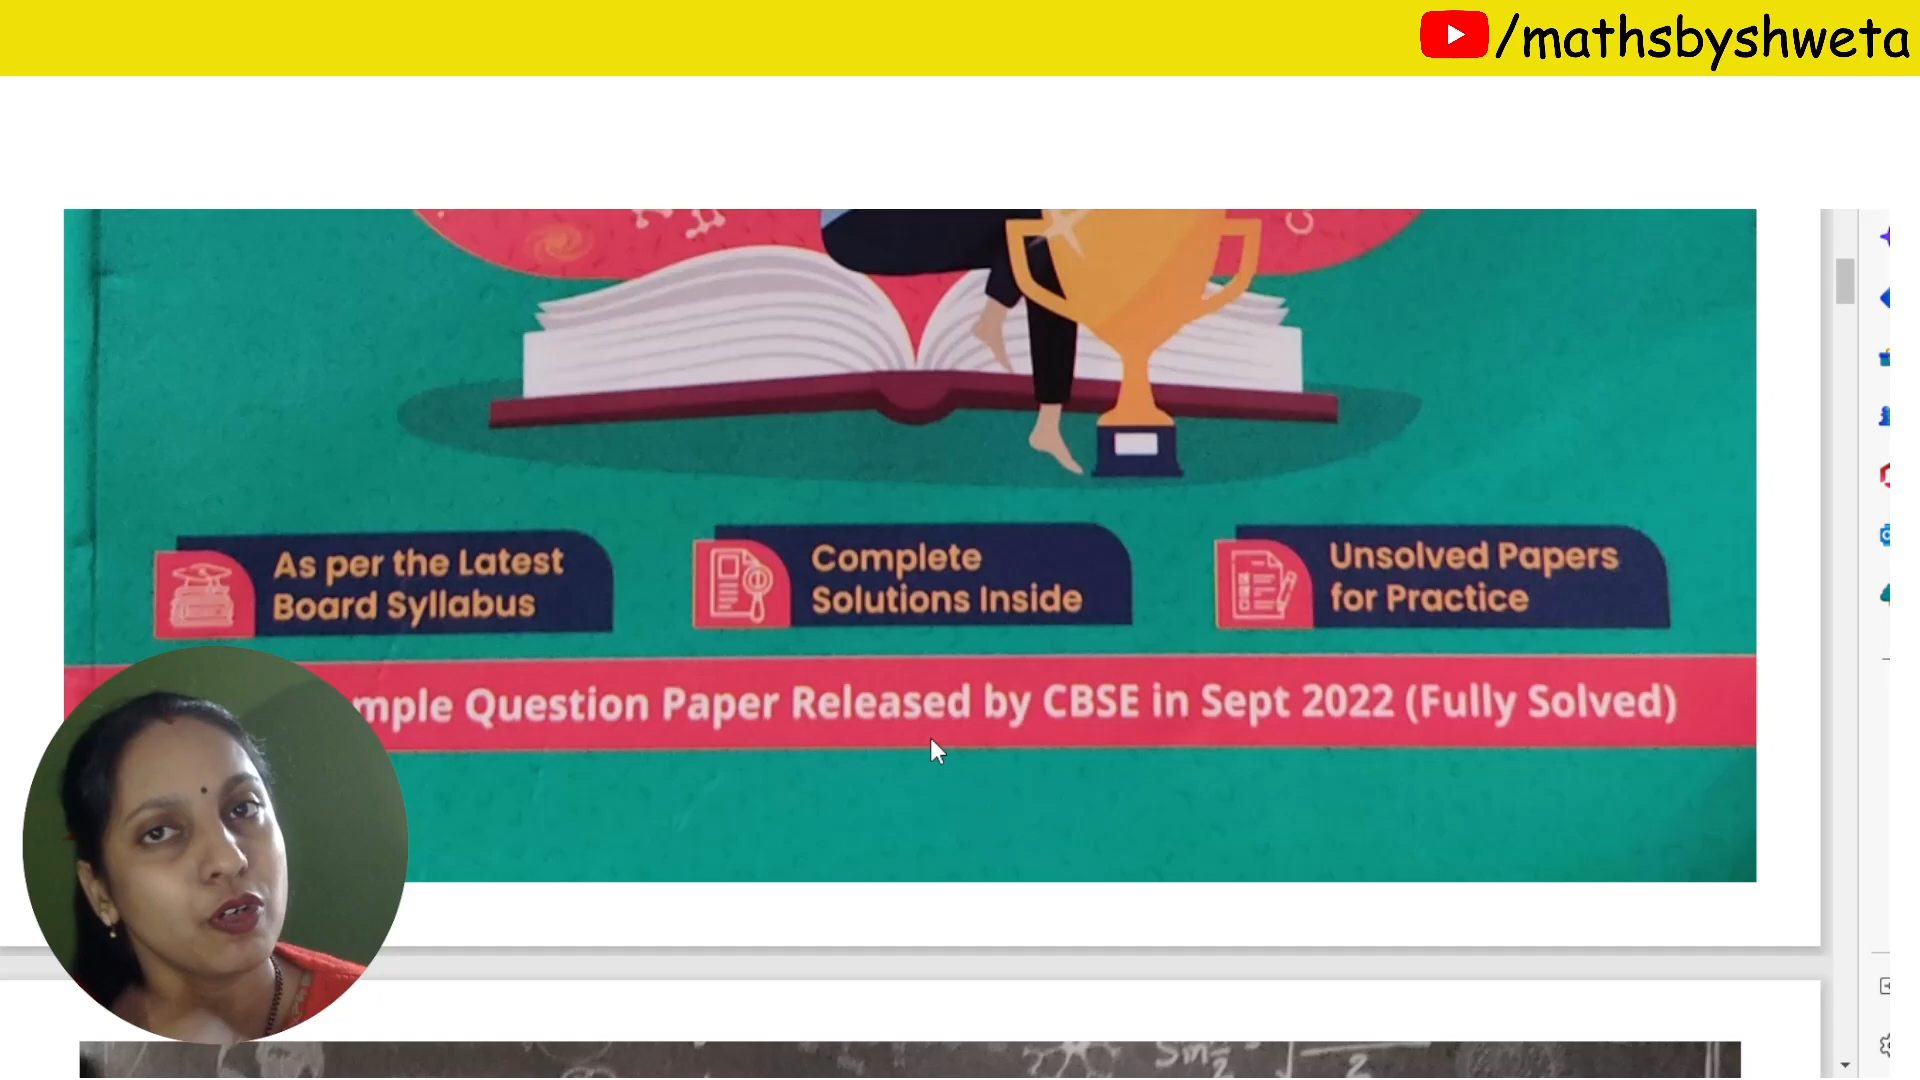 /mathsbyshweta
As per the Latest
Board Syllabus
Complete
Solutions Inside
Unsolved Papers
for Practice
mple Question Paper Released by CBSE in Sept 2022 (Fully Solved)